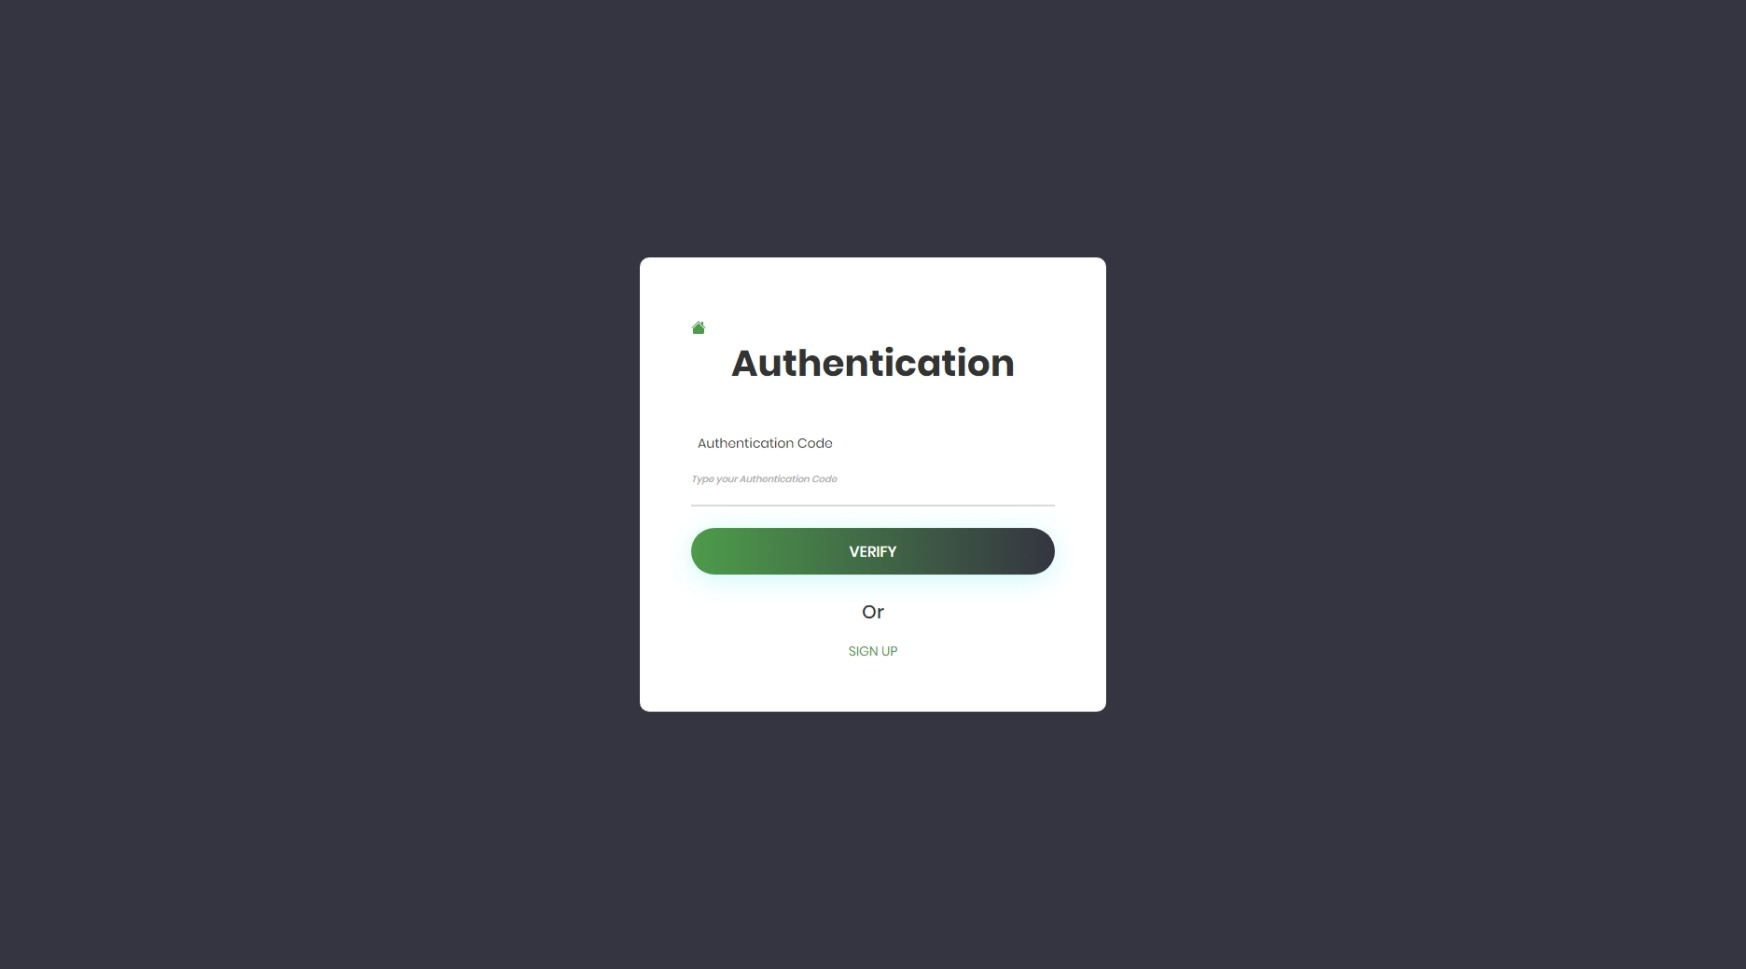 Authentication
Authentication Code
Type your Authentication Code
VERIFY
Or
SIGN UP